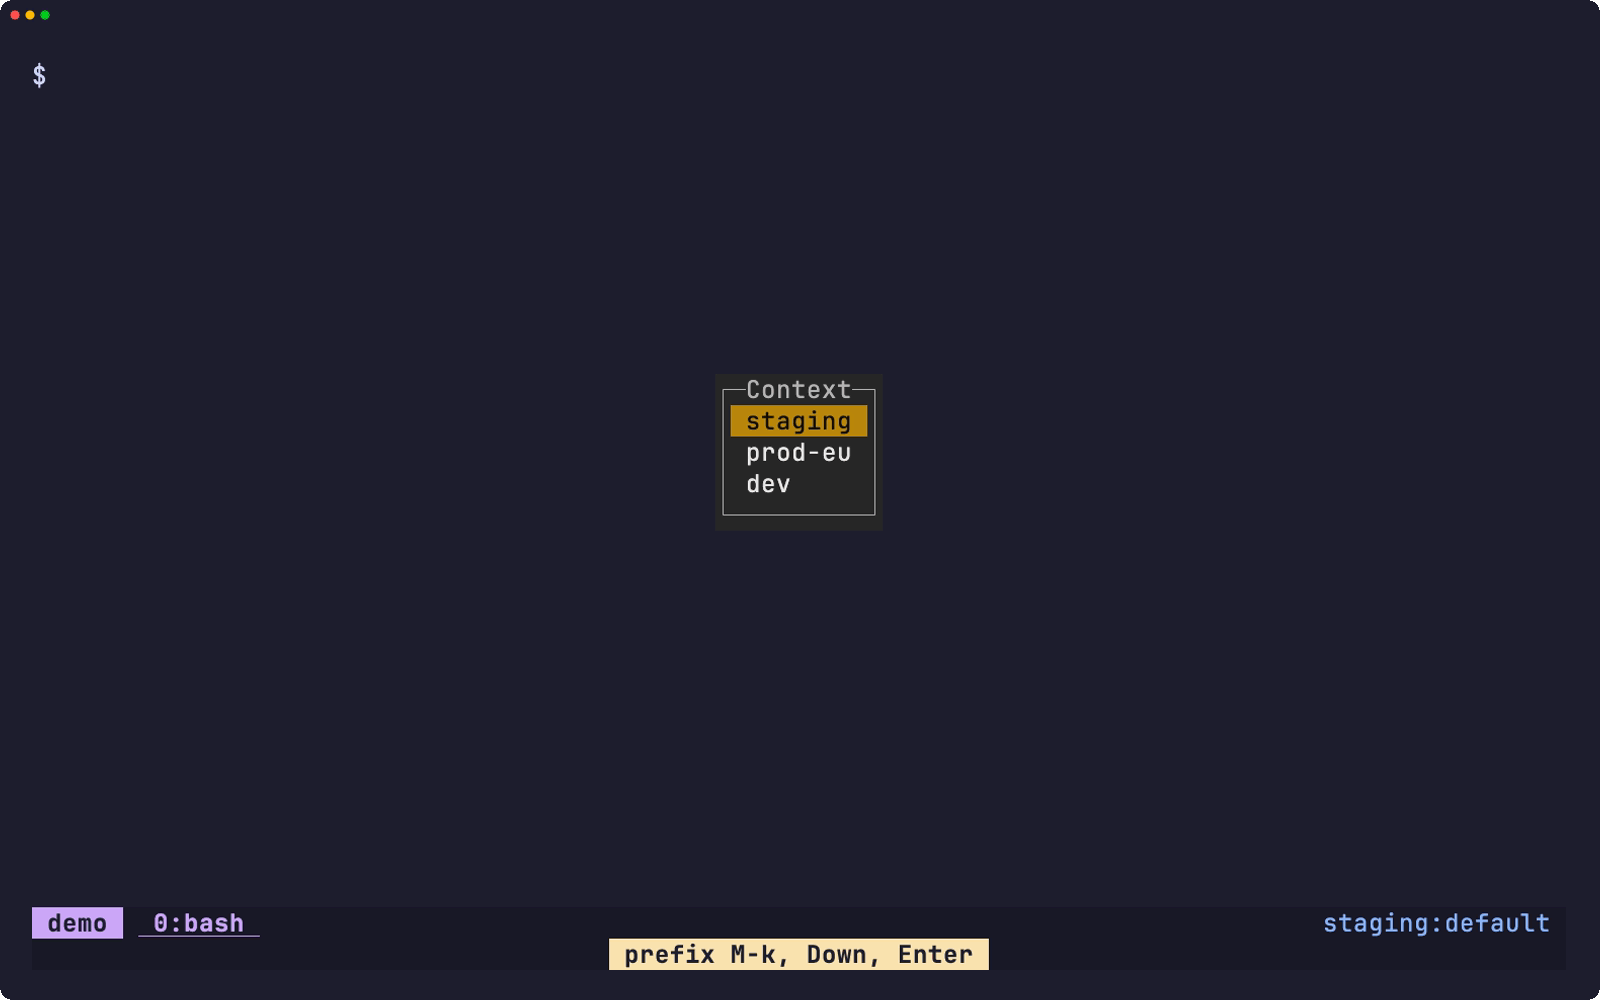 $
Context
staging
prod-eu
dev
demo 0:bash staging:default
prefix M-k, Down, Enter